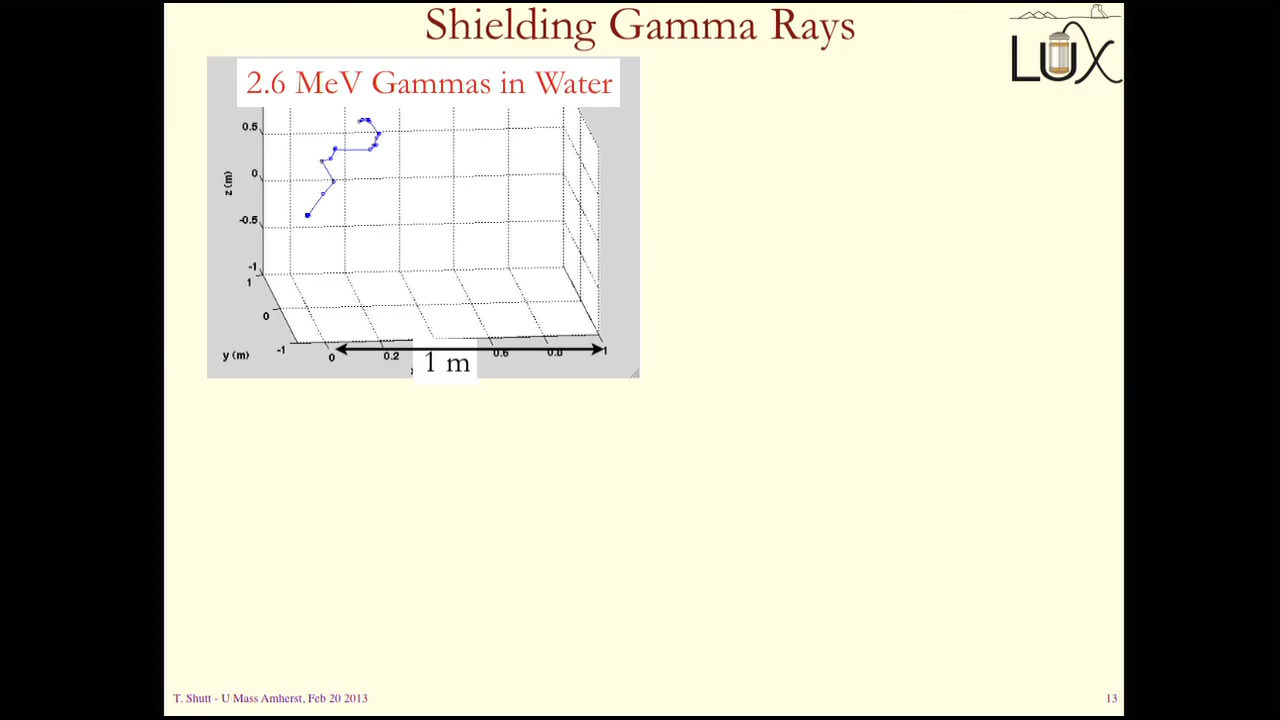 Shielding Gamma Rays
LUX
2.6 MeV Gammas in Water
0.5
0
-0.5
-1
z (m)
1
0
-1
y (m)
0
0.2
0.6
0.8
1
1 m
T. Shutt - U Mass Amherst, Feb 20 2013
13